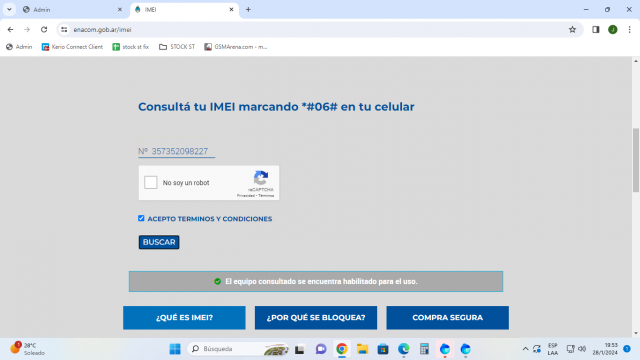 Admin
IMEI
enacom.gob.ar/imei
J
Admin
Kerio Connect Client
stock st fix
STOCK ST
GSMArena.com - m...
Consultá tu IMEI marcando *#06# en tu celular
Nº 357352098227
No soy un robot
reCAPTCHA
Privacidad - Términos
ACEPTO TERMINOS Y CONDICIONES
BUSCAR
El equipo consultado se encuentra habilitado para el uso.
¿QUÉ ES IMEI?
¿POR QUÉ SE BLOQUEA?
COMPRA SEGURA
28°C
Soleado
Búsqueda
ESP
LAA
19:53
28/1/2024